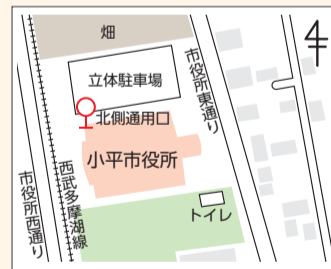 畑
立体駐車場
市役所東通り
北側通用口
小平市役所
西武多摩湖線
市役所西通り
トイレ